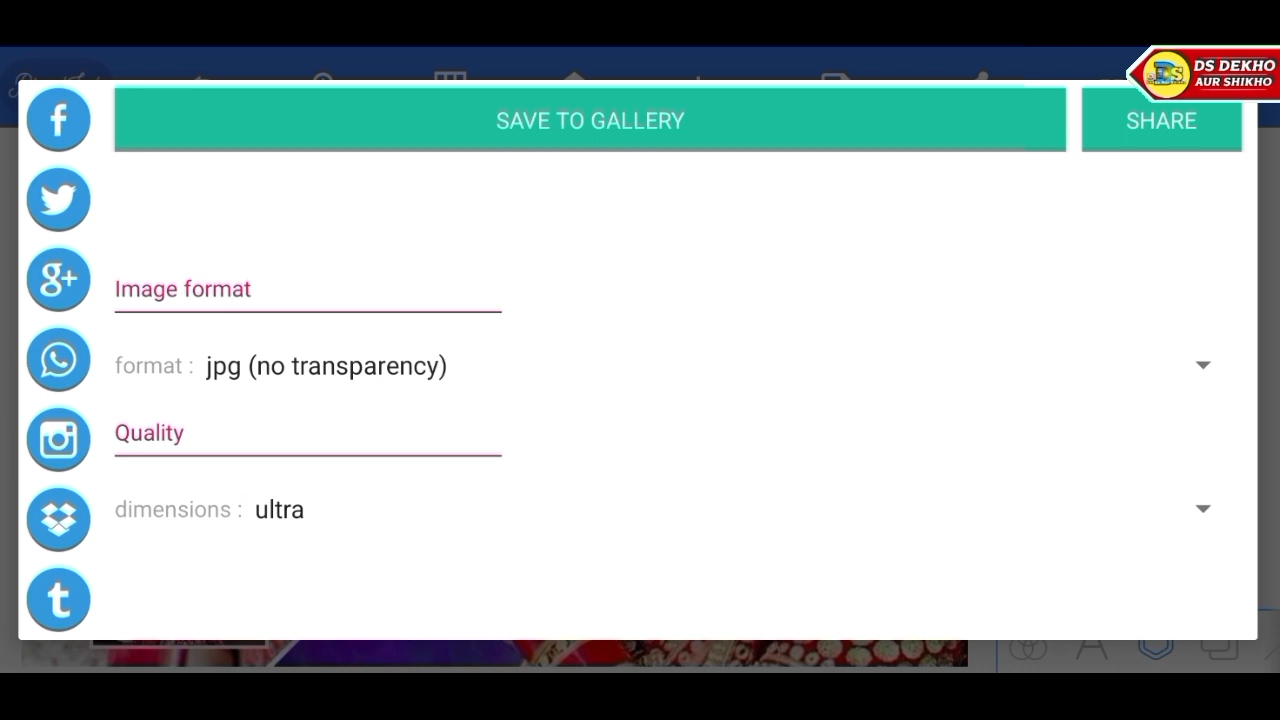 DS DEKHO
AUR SHIKHO
SAVE TO GALLERY
SHARE
Image format
format : jpg (no transparency)
Quality
dimensions : ultra